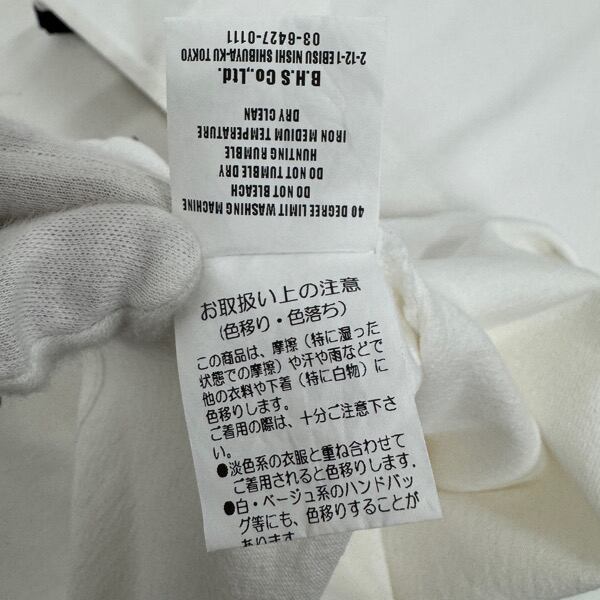 40 DEGREE LIMIT WASHING MACHINE
DO NOT BLEACH
DO NOT TUMBLE DRY
HUNTING RUMBLE
IRON MEDIUM TEMPERATURE
DRY CLEAN
B.H.S Co.,Ltd.
2-12-1 EBISU NISHI SHIBUYA-KU TOKYO
03-6427-0111
お取扱い上の注意
(色移り・色落ち)
この商品は、摩擦(特に湿った
状態での摩擦)や汗や雨などで
他の衣料や下着(特に白物)に
色移りします。
ご着用の際は、十分ご注意下さ
い。
●淡色系の衣服と重ね合わせて
ご着用されると色移りします.
●白・ベージュ系のハンドバッ
グ等にも、色移りすることが
あります